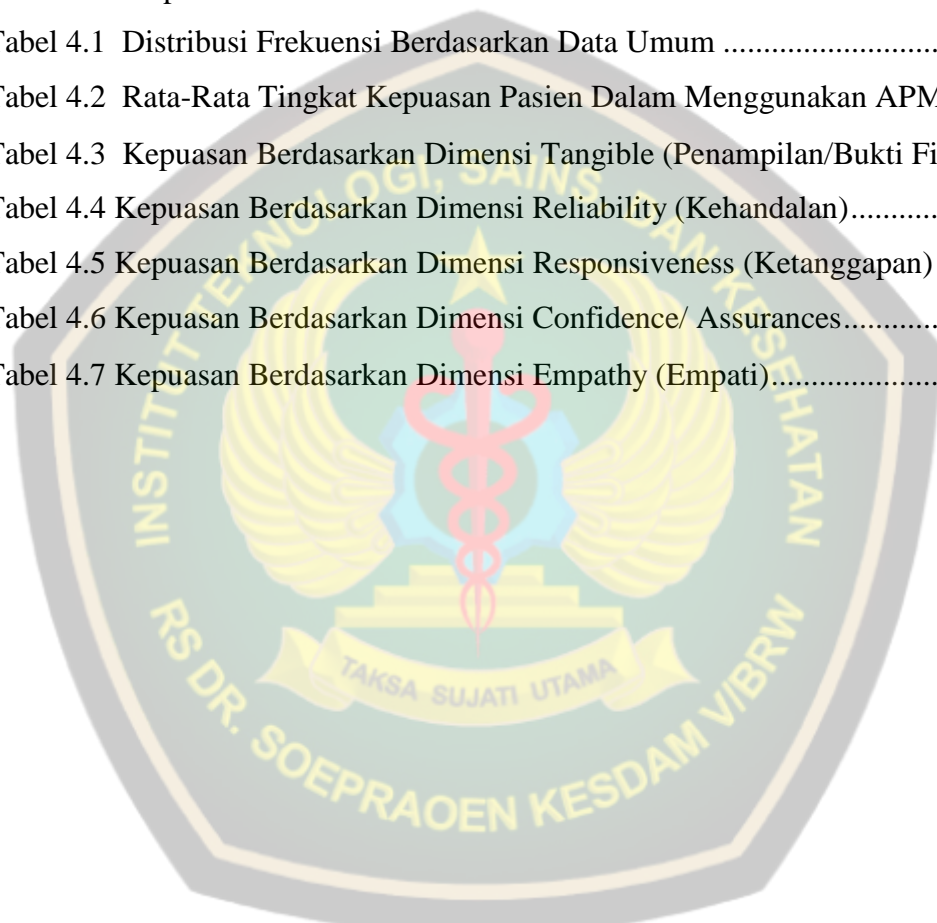 Tabel 4.1 Distribusi Frekuensi Berdasarkan Data Umum ...........................
Tabel 4.2 Rata-Rata Tingkat Kepuasan Pasien Dalam Menggunakan APM
Tabel 4.3 Kepuasan Berdasarkan Dimensi Tangible (Penampilan/Bukti Fi
Tabel 4.4 Kepuasan Berdasarkan Dimensi Reliability (Kehandalan)...........
Tabel 4.5 Kepuasan Berdasarkan Dimensi Responsiveness (Ketanggapan)
Tabel 4.6 Kepuasan Berdasarkan Dimensi Confidence/ Assurances............
Tabel 4.7 Kepuasan Berdasarkan Dimensi Empathy (Empati).....................
INSTITUT TEKNOLOGI, SAINS, DAN KESEHATAN
TAKSA SUJATI UTAMA
RS DR. SOEPRAOEN KESDAM V/BRW